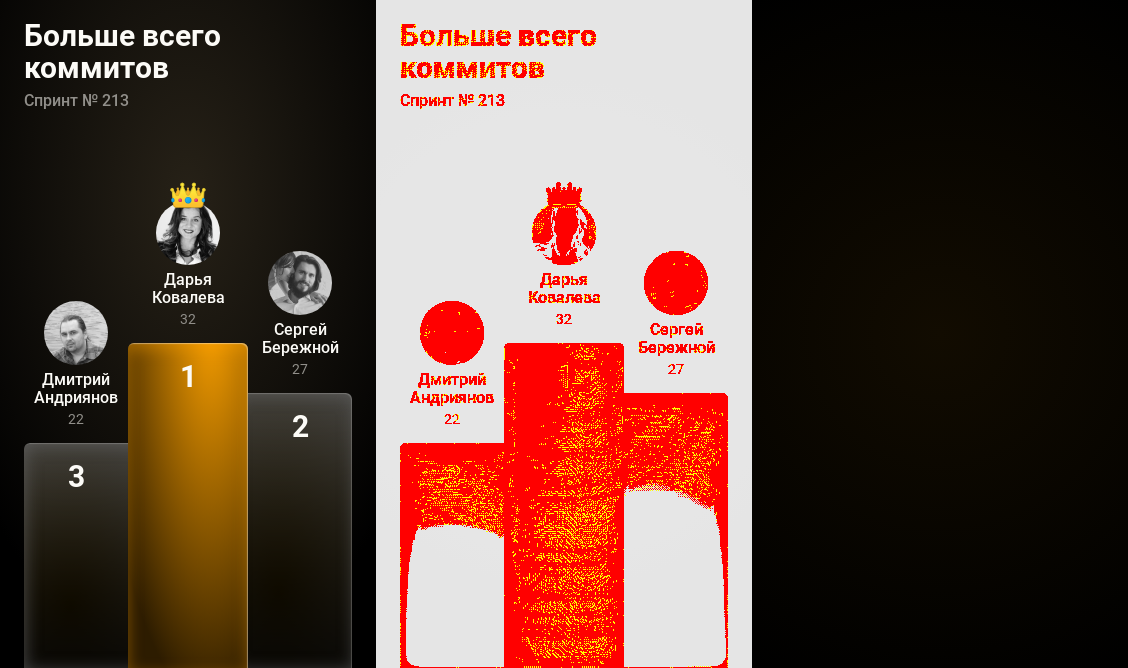 Больше всего
коммитов
Спринт № 213
Дарья
Ковалева
32
Сергей
Бережной
27
Дмитрий
Андриянов
22
1
2
3
Больше всего
коммитов
Спринт № 213
Дарья
Ковалева
32
Сергей
Бережной
27
Дмитрий
Андриянов
22
1